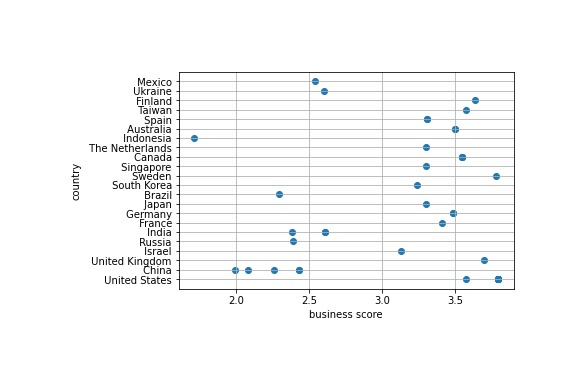 Mexico
Ukraine
Finland
Taiwan
Spain
Australia
Indonesia
The Netherlands
Canada
Singapore
Sweden
South Korea
Brazil
Japan
Germany
France
India
Russia
Israel
United Kingdom
China
United States
country
2.0 2.5 3.0 3.5
business score